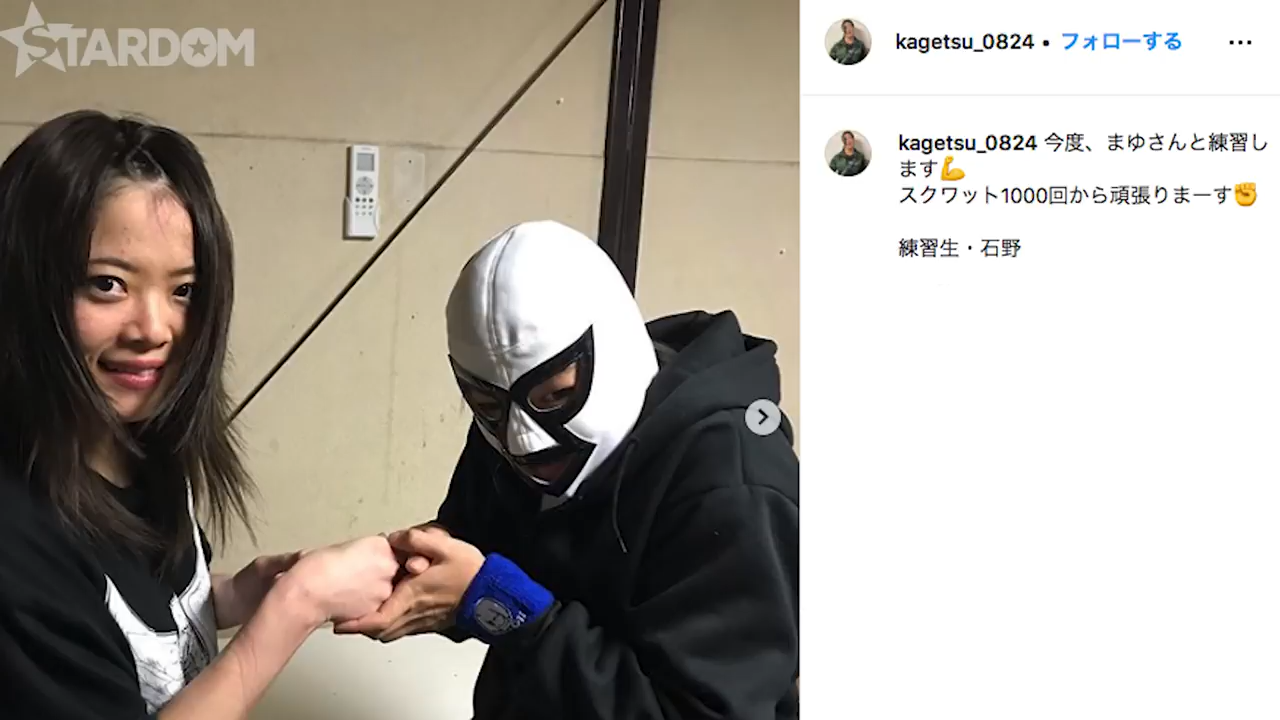 STARDOM
kagetsu_0824 • フォローする
kagetsu_0824 今度、まゆさんと練習し
ます💪
スクワット1000回から頑張りまーす✊
練習生・石野